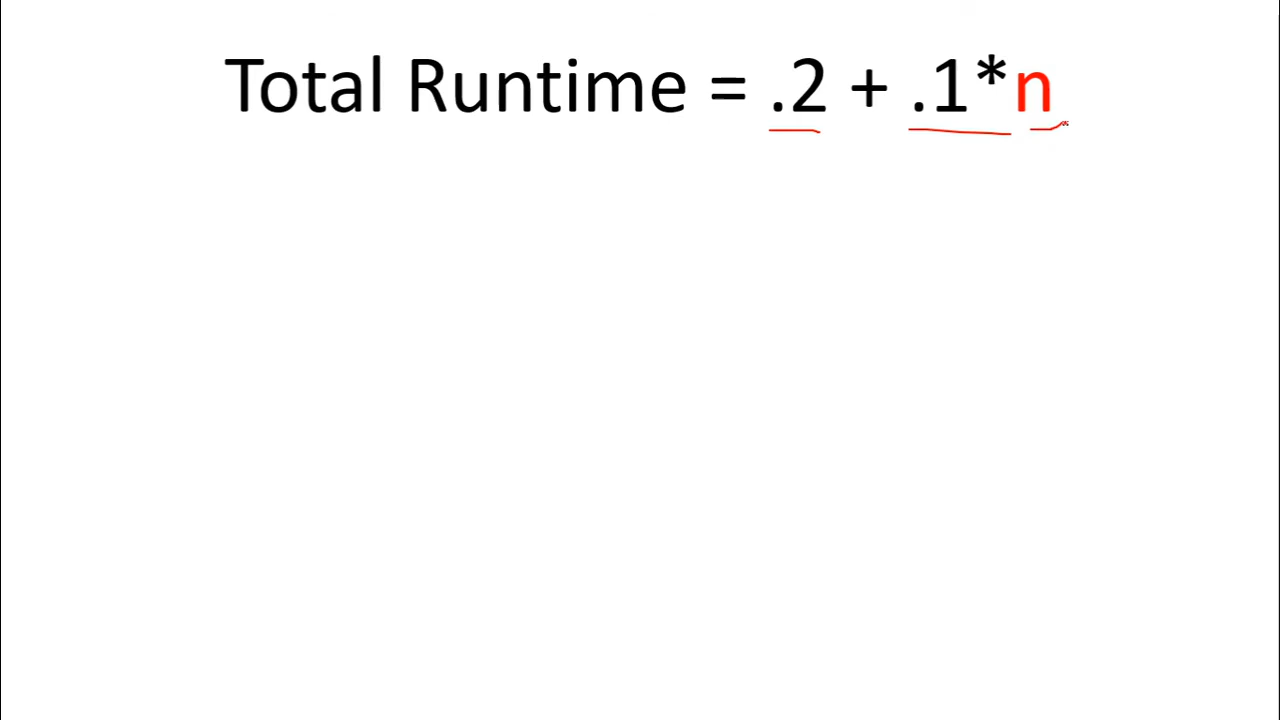 Total Runtime = .2 + .1*n